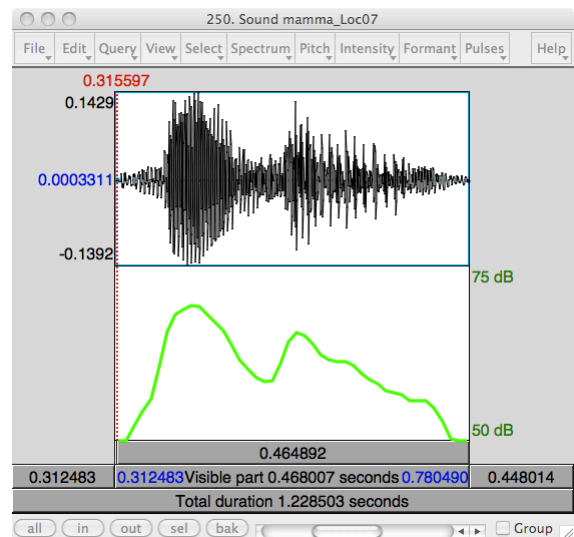 250. Sound mamma_Loc07
File Edit Query View Select Spectrum Pitch Intensity Formant Pulses Help
0.315597
0.1429
0.0003311
-0.1392
75 dB
50 dB
0.464892
0.312483 0.312483 Visible part 0.468007 seconds 0.780490 0.448014
Total duration 1.228503 seconds
all in out sel bak Group